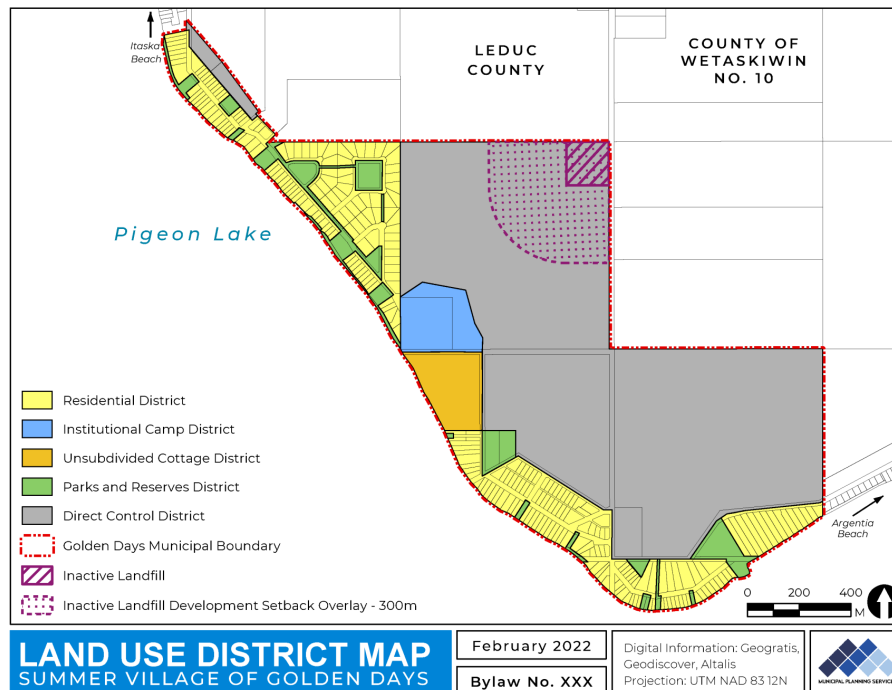 Itaska
Beach
LEDUC
COUNTY
COUNTY OF
WETASKIWIN
NO. 10
Pigeon Lake
Residential District
Institutional Camp District
Unsubdivided Cottage District
Parks and Reserves District
Direct Control District
Golden Days Municipal Boundary
Inactive Landfill
Inactive Landfill Development Setback Overlay - 300m
Argentia
Beach
0 200 400
M
LAND USE DISTRICT MAP
SUMMER VILLAGE OF GOLDEN DAYS
February 2022
Bylaw No. XXX
Digital Information: Geogratis,
Geodiscover, Altalis
Projection: UTM NAD 83 12N
MUNICIPAL PLANNING SERVICES